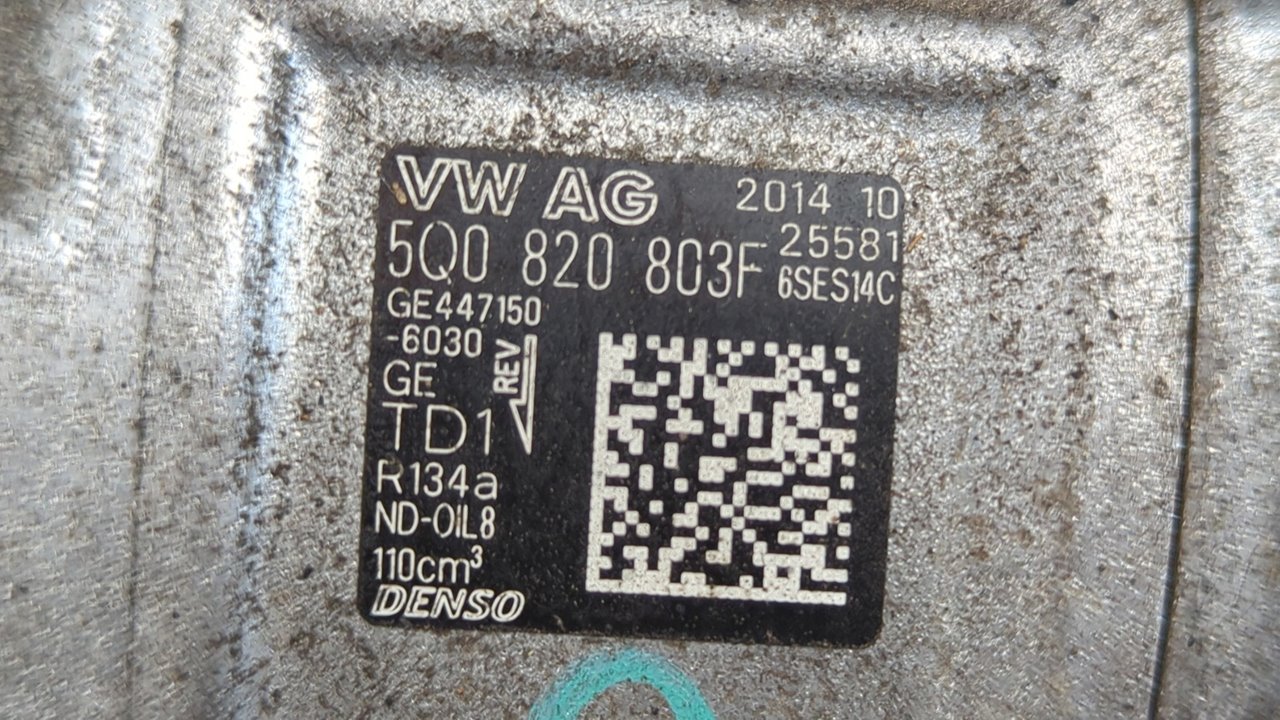 VW AG 2014 10
25581
5Q0 820 803F 6SES14C
GE447150
-6030
REV
GE
TD1
R134a
ND-OIL8
110cm³
DENSO